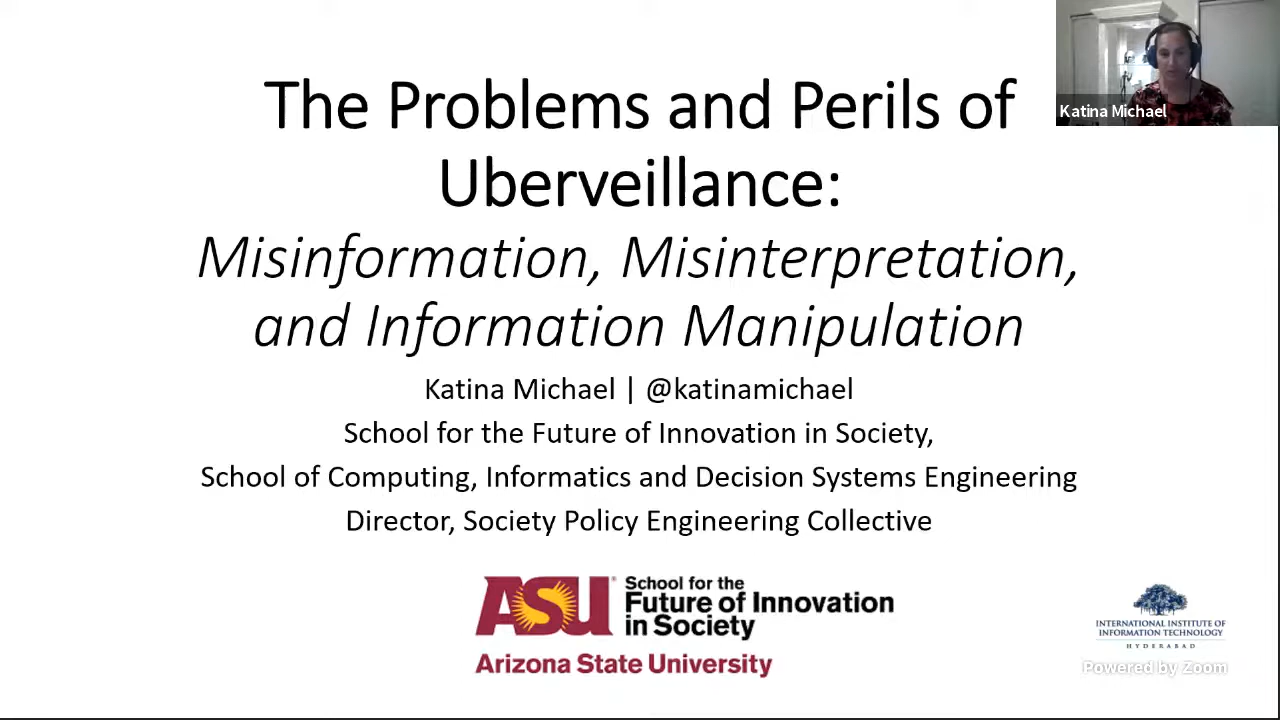 Katina Michael
The Problems and Perils of
Uberveillance:
Misinformation, Misinterpretation,
and Information Manipulation
Katina Michael | @katinamichael
School for the Future of Innovation in Society,
School of Computing, Informatics and Decision Systems Engineering
Director, Society Policy Engineering Collective
ASU School for the
Future of Innovation
in Society
Arizona State University
INTERNATIONAL INSTITUTE OF
INFORMATION TECHNOLOGY
HYDERABAD
Powered by Zoom